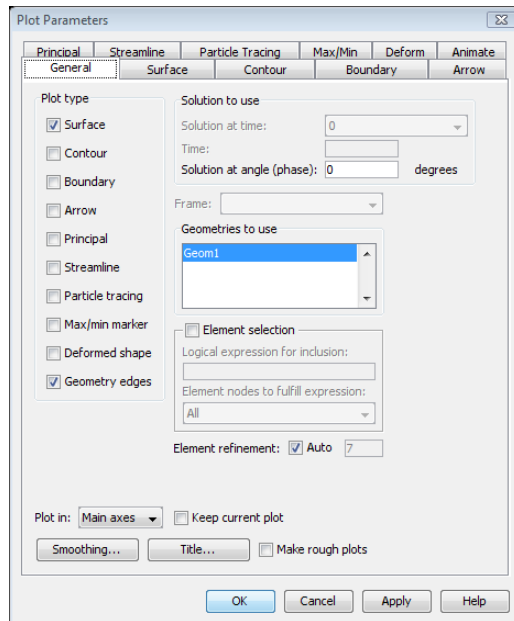 Plot Parameters
Principal Streamline Particle Tracing Max/Min Deform Animate
General Surface Contour Boundary Arrow
Plot type
Surface
Contour
Boundary
Arrow
Principal
Streamline
Particle tracing
Max/min marker
Deformed shape
Geometry edges
Solution to use
Solution at time: 0
Time:
Solution at angle (phase): 0 degrees
Frame:
Geometries to use
Geom1
Element selection
Logical expression for inclusion:
Element nodes to fulfill expression:
All
Element refinement: Auto 7
Plot in: Main axes Keep current plot
Smoothing... Title... Make rough plots
OK Cancel Apply Help